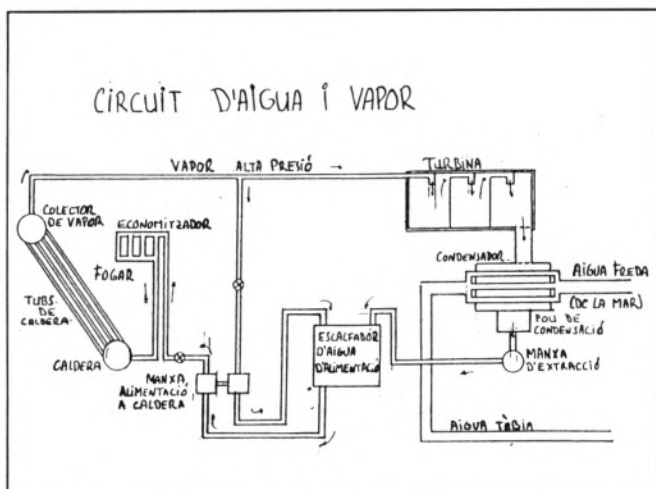 CIRCUIT D'AIGUA I VAPOR
VAPOR ALTA PRESIÓ
TURBINA
COLECTOR
DE VAPOR
ECONOMITZADOR
FOGAR
TUBS
DE CALDERA
CALDERA
MANXA
ALIMENTACIÓ
A CALDERA
ESCALFADOR
D'AIGUA
D'ALIMENTACIÓ
CONDENSADOR
AIGUA FREDA
(DE LA MAR)
POU DE
CONDENSACIÓ
MANXA
D'EXTRACCIÓ
AIGUA TÈBIA